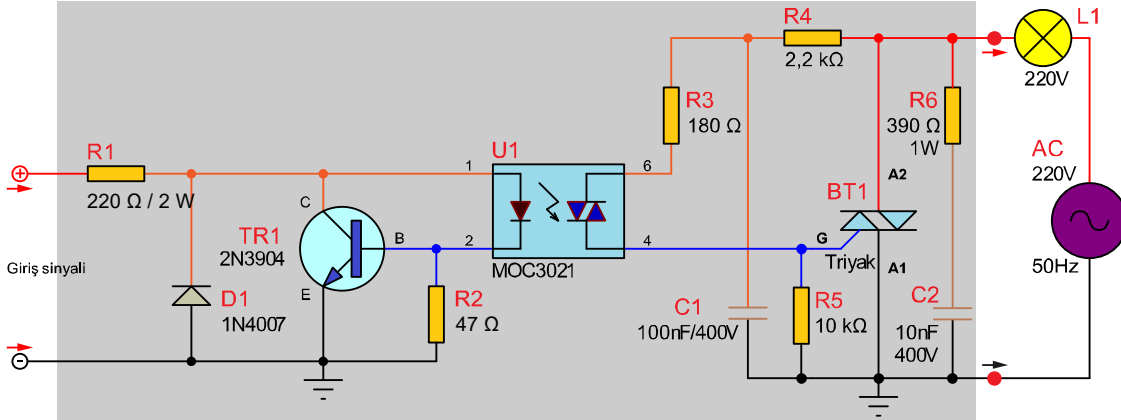 R4
2,2 kΩ
L1
220V
R3
180 Ω
R6
390 Ω
1W
AC
220V
50Hz
R1
220 Ω / 2 W
U1
1
6
2
4
MOC3021
BT1
A2
G
Triyak
A1
C
TR1
2N3904
B
E
Giriş sinyali
D1
1N4007
R2
47 Ω
C1
100nF/400V
R5
10 kΩ
C2
10nF
400V